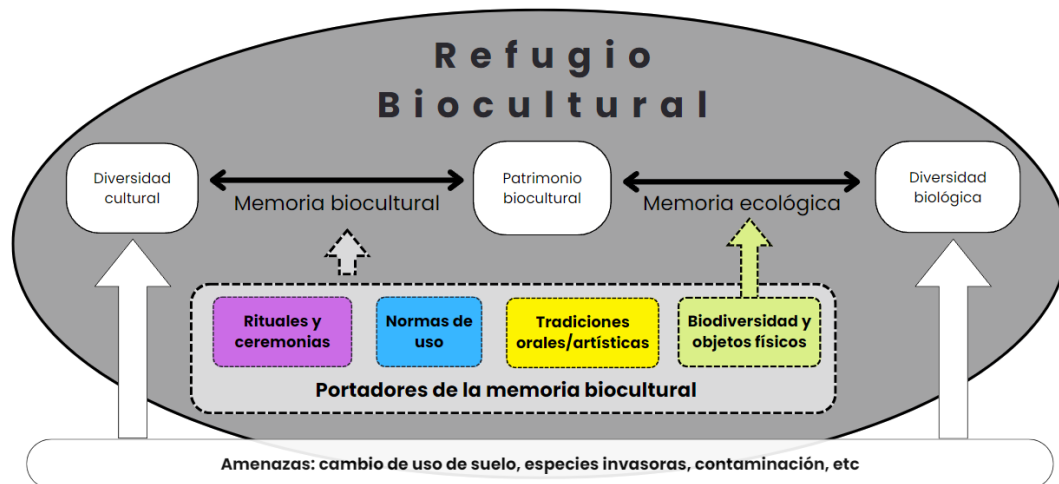 Refugio
Biocultural
Diversidad
cultural
Memoria biocultural
Patrimonio
biocultural
Memoria ecológica
Diversidad
biológica
Rituales y
ceremonias
Normas de
uso
Tradiciones
orales/artísticas
Biodiversidad y
objetos físicos
Portadores de la memoria biocultural
Amenazas: cambio de uso de suelo, especies invasoras, contaminación, etc